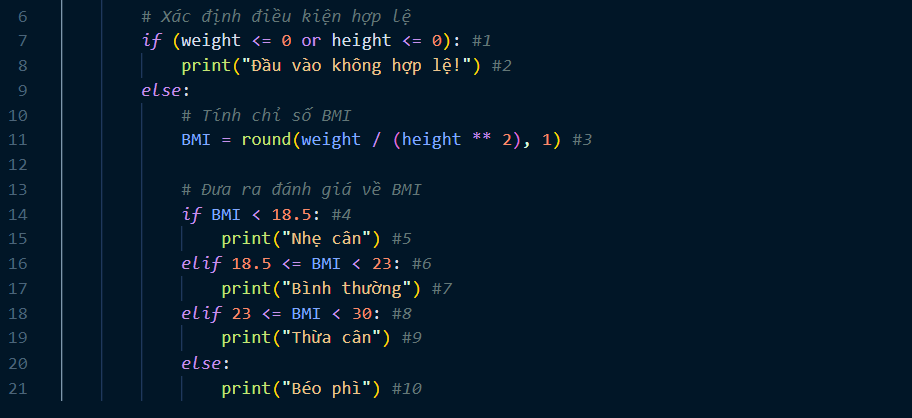 6 # Xác định điều kiện hợp lệ
7 if (weight <= 0 or height <= 0): #1
8 print("Đầu vào không hợp lệ!") #2
9 else:
10 # Tính chỉ số BMI
11 BMI = round(weight / (height ** 2), 1) #3
12
13 # Đưa ra đánh giá về BMI
14 if BMI < 18.5: #4
15 print("Nhẹ cân") #5
16 elif 18.5 <= BMI < 23: #6
17 print("Bình thường") #7
18 elif 23 <= BMI < 30: #8
19 print("Thừa cân") #9
20 else:
21 print("Béo phì") #10